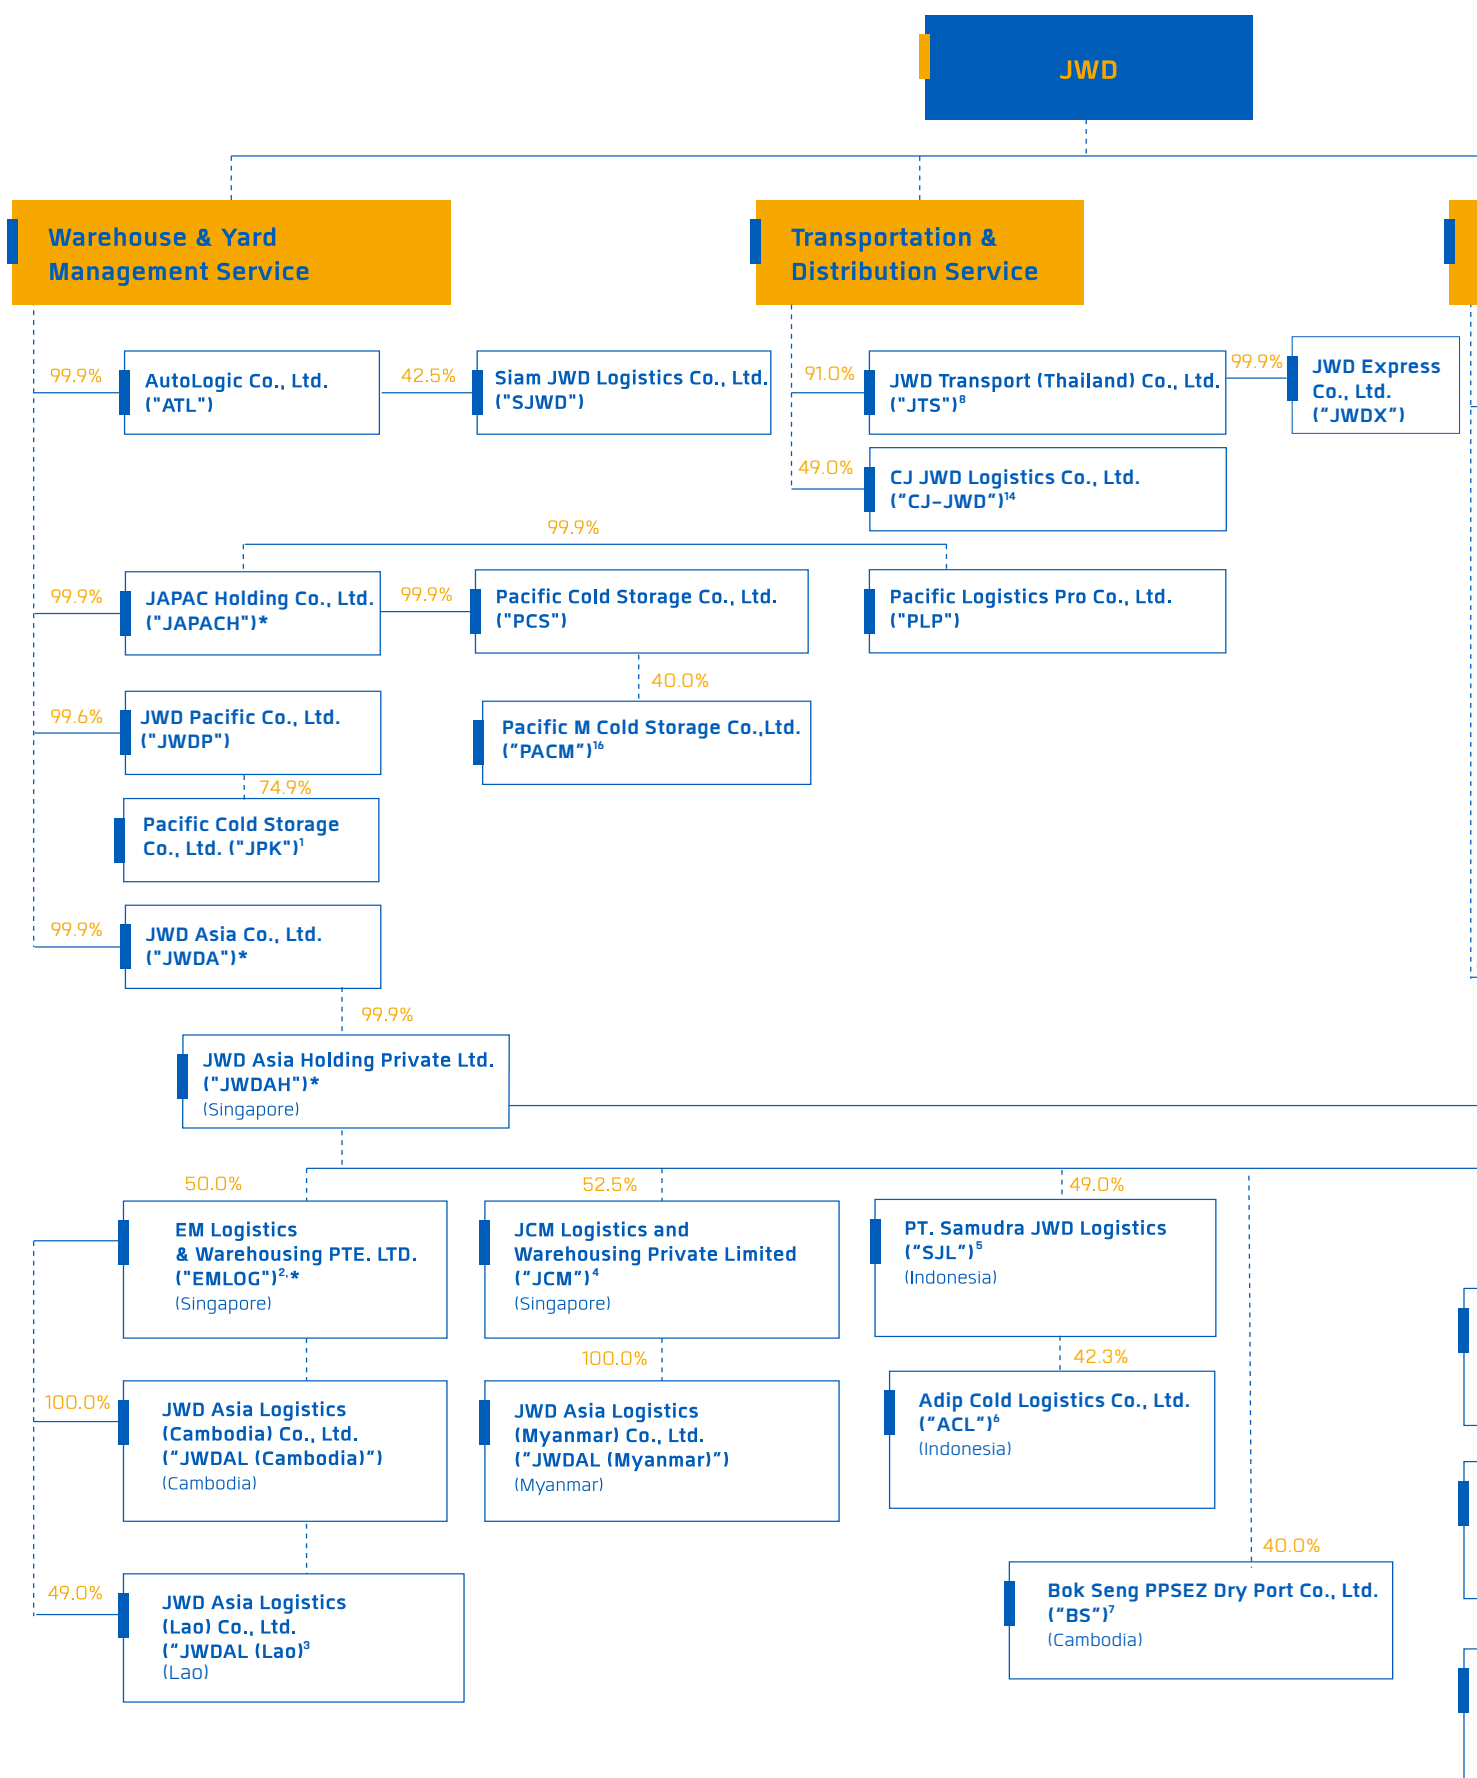 JWD
Warehouse & Yard
Management Service
Transportation &
Distribution Service
99.9%
AutoLogic Co., Ltd.
("ATL")
42.5%
Siam JWD Logistics Co., Ltd.
("SJWD")
91.0%
JWD Transport (Thailand) Co., Ltd.
("JTS")⁸
99.9%
JWD Express
Co., Ltd.
(“JWDX”)
49.0%
CJ JWD Logistics Co., Ltd.
(“CJ-JWD”)¹⁴
99.9%
99.9%
JAPAC Holding Co., Ltd.
("JAPACH")*
99.9%
Pacific Cold Storage Co., Ltd.
("PCS")
Pacific Logistics Pro Co., Ltd.
("PLP")
40.0%
Pacific M Cold Storage Co.,Ltd.
(“PACM”)¹⁶
99.6%
JWD Pacific Co., Ltd.
("JWDP")
74.9%
Pacific Cold Storage
Co., Ltd. ("JPK")¹
99.9%
JWD Asia Co., Ltd.
("JWDA")*
99.9%
JWD Asia Holding Private Ltd.
("JWDAH")*
(Singapore)
50.0%
EM Logistics
& Warehousing PTE. LTD.
("EMLOG")²,*
(Singapore)
52.5%
JCM Logistics and
Warehousing Private Limited
(“JCM”)⁴
(Singapore)
49.0%
PT. Samudra JWD Logistics
(“SJL”)⁵
(Indonesia)
100.0%
JWD Asia Logistics
(Cambodia) Co., Ltd.
(“JWDAL (Cambodia)”)
(Cambodia)
100.0%
JWD Asia Logistics
(Myanmar) Co., Ltd.
(“JWDAL (Myanmar)”)
(Myanmar)
42.3%
Adip Cold Logistics Co., Ltd.
(“ACL”)⁶
(Indonesia)
49.0%
JWD Asia Logistics
(Lao) Co., Ltd.
(“JWDAL (Lao)³
(Lao)
40.0%
Bok Seng PPSEZ Dry Port Co., Ltd.
(“BS”)⁷
(Cambodia)